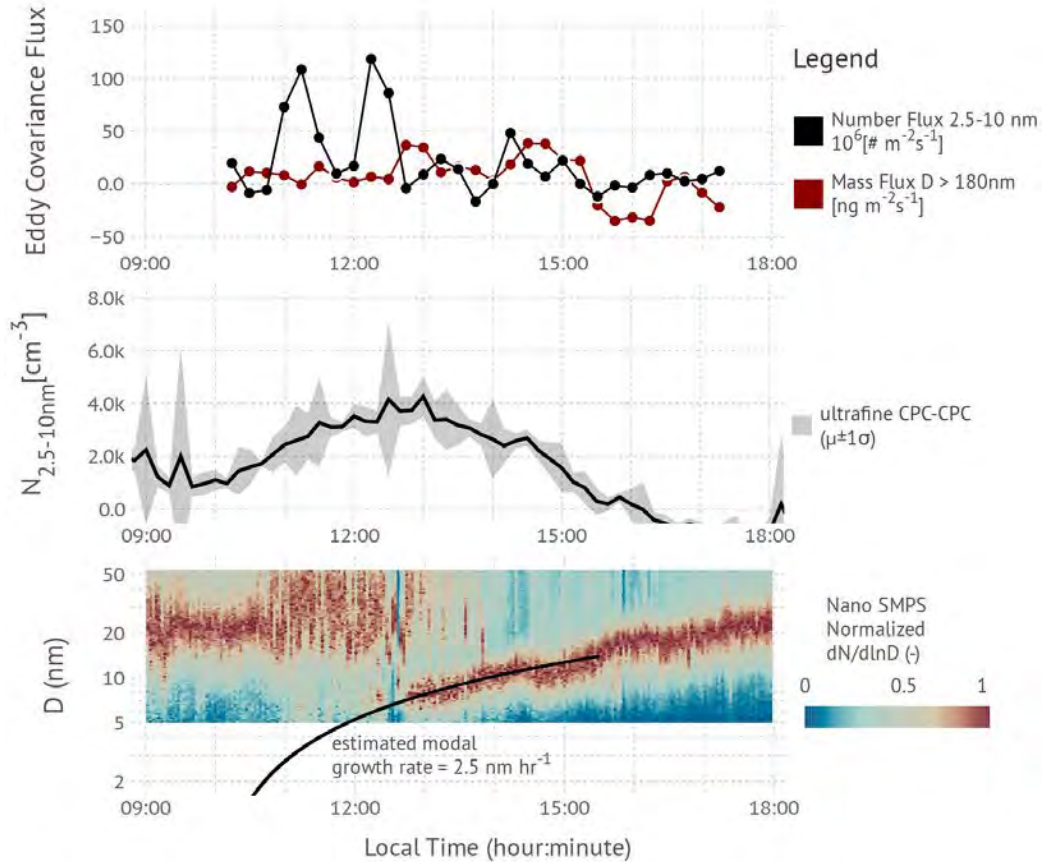 Eddy Covariance Flux
150
100
50
0.0
−50
09:00 12:00 15:00 18:00
Legend
Number Flux 2.5-10 nm
10⁶[# m⁻²s⁻¹]
Mass Flux D > 180nm
[ng m⁻²s⁻¹]
N₂.₅₋₁₀ₙₘ[cm⁻³]
8.0k
6.0k
4.0k
2.0k
0.0
09:00 12:00 15:00 18:00
ultrafine CPC-CPC
(μ±1σ)
D (nm)
50
20
10
5
2
estimated modal
growth rate = 2.5 nm hr⁻¹
09:00 12:00 15:00 18:00
Local Time (hour:minute)
Nano SMPS
Normalized
dN/dlnD (-)
0 0.5 1